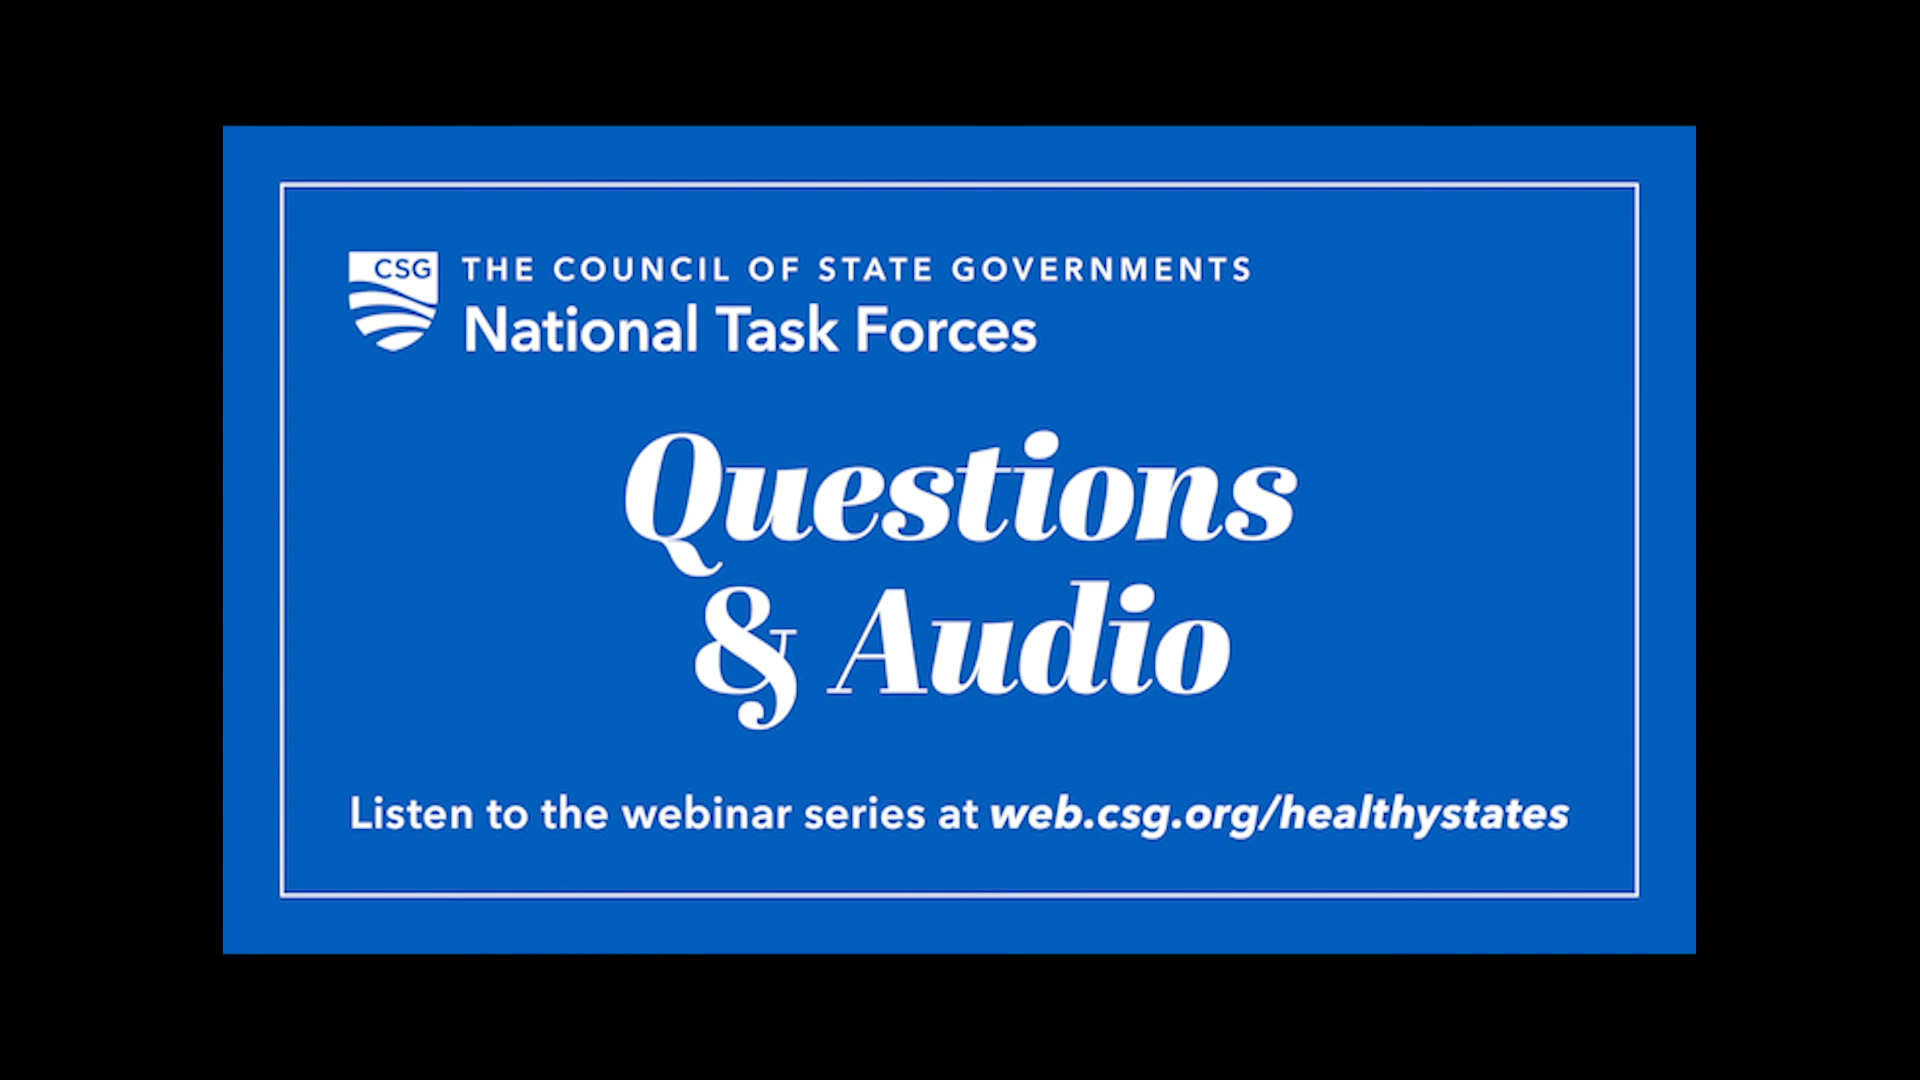 CSG
THE COUNCIL OF STATE GOVERNMENTS
National Task Forces
Questions
& Audio
Listen to the webinar series at web.csg.org/healthystates